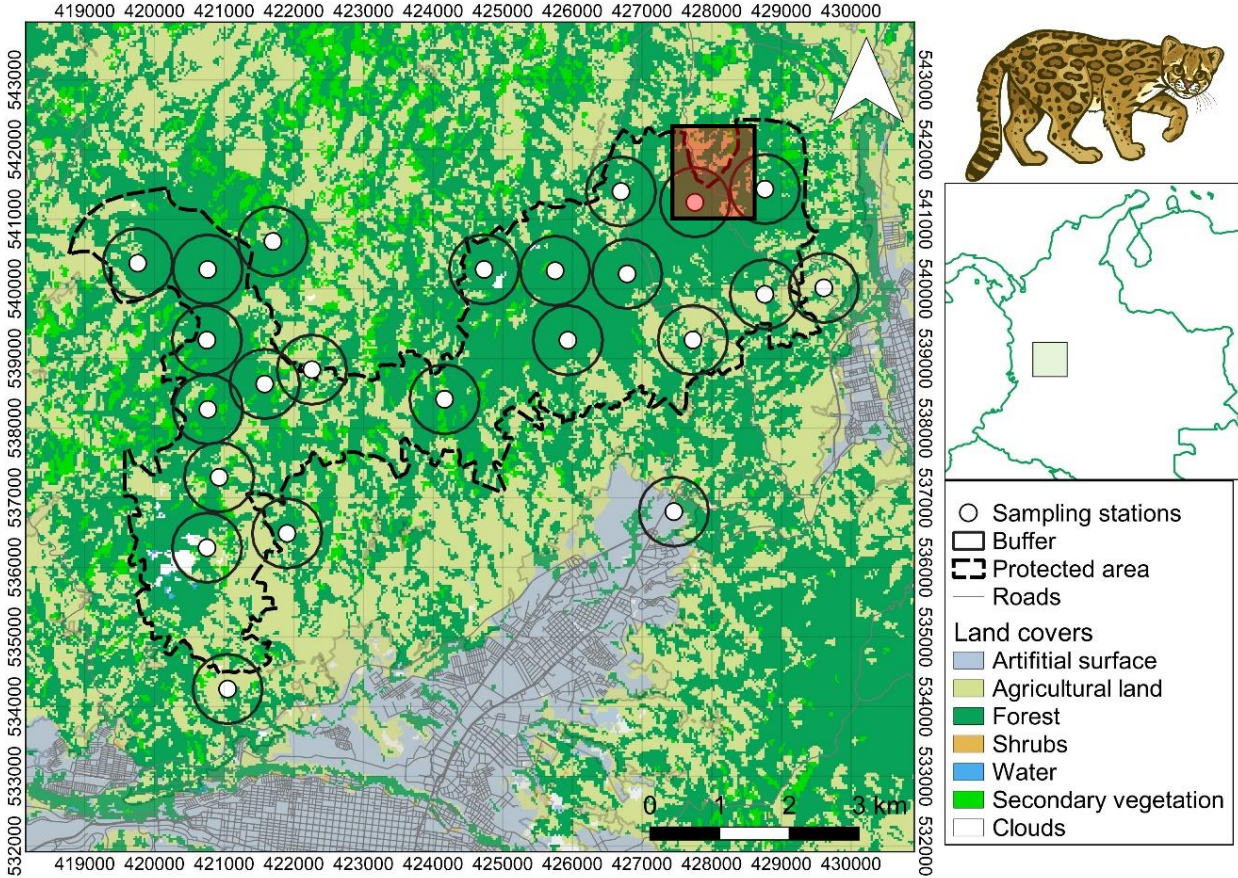 419000 420000 421000 422000 423000 424000 425000 426000 427000 428000 429000 430000
543000
542000
541000
540000
539000
538000
537000
536000
535000
534000
533000
532000
543000
542000
541000
540000
539000
538000
537000
536000
535000
534000
533000
532000
0 1 2 3 km
419000 420000 421000 422000 423000 424000 425000 426000 427000 428000 429000 430000
Sampling stations
Buffer
Protected area
Roads
Land covers
Artifitial surface
Agricultural land
Forest
Shrubs
Water
Secondary vegetation
Clouds